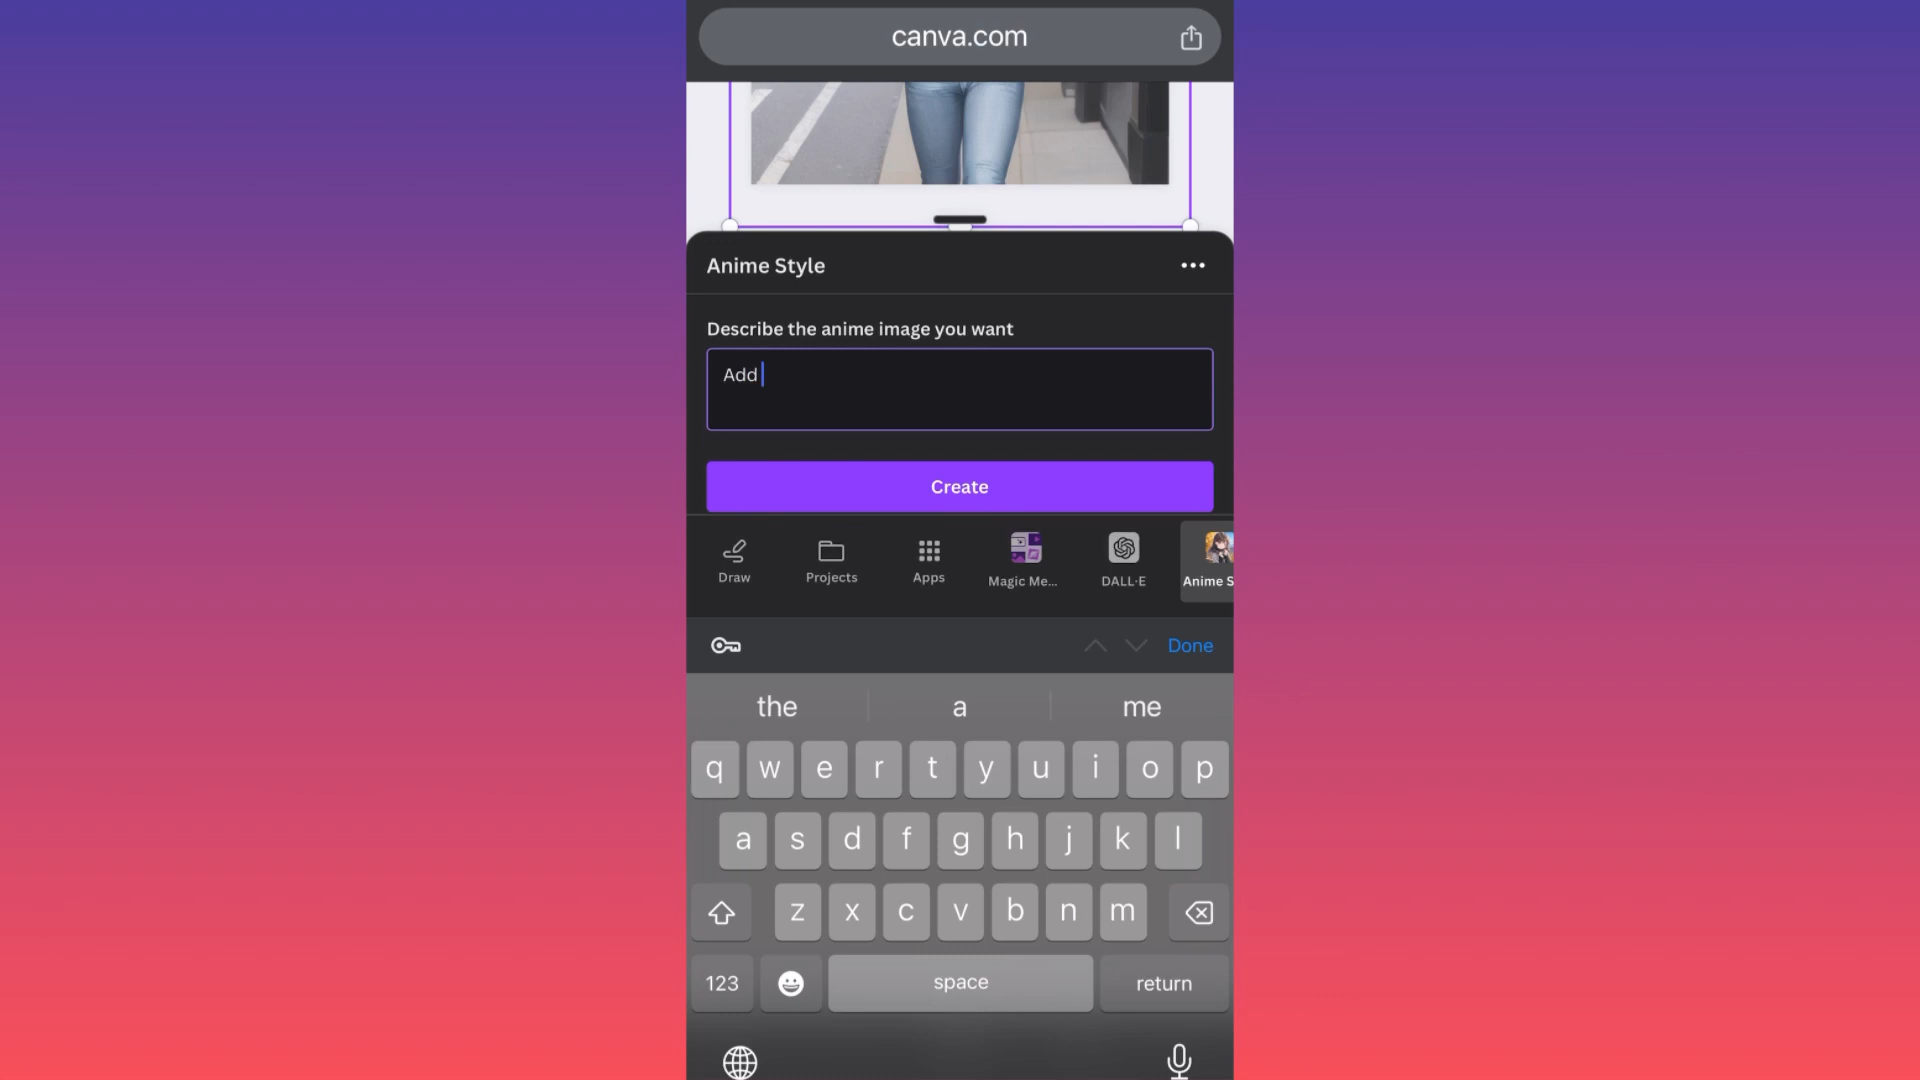 canva.com
Anime Style
Describe the anime image you want
Add
Create
Draw Projects Apps Magic Me... DALL·E Anime S
Done
the a me
q w e r t y u i o p
a s d f g h j k l
z x c v b n m
123 space return